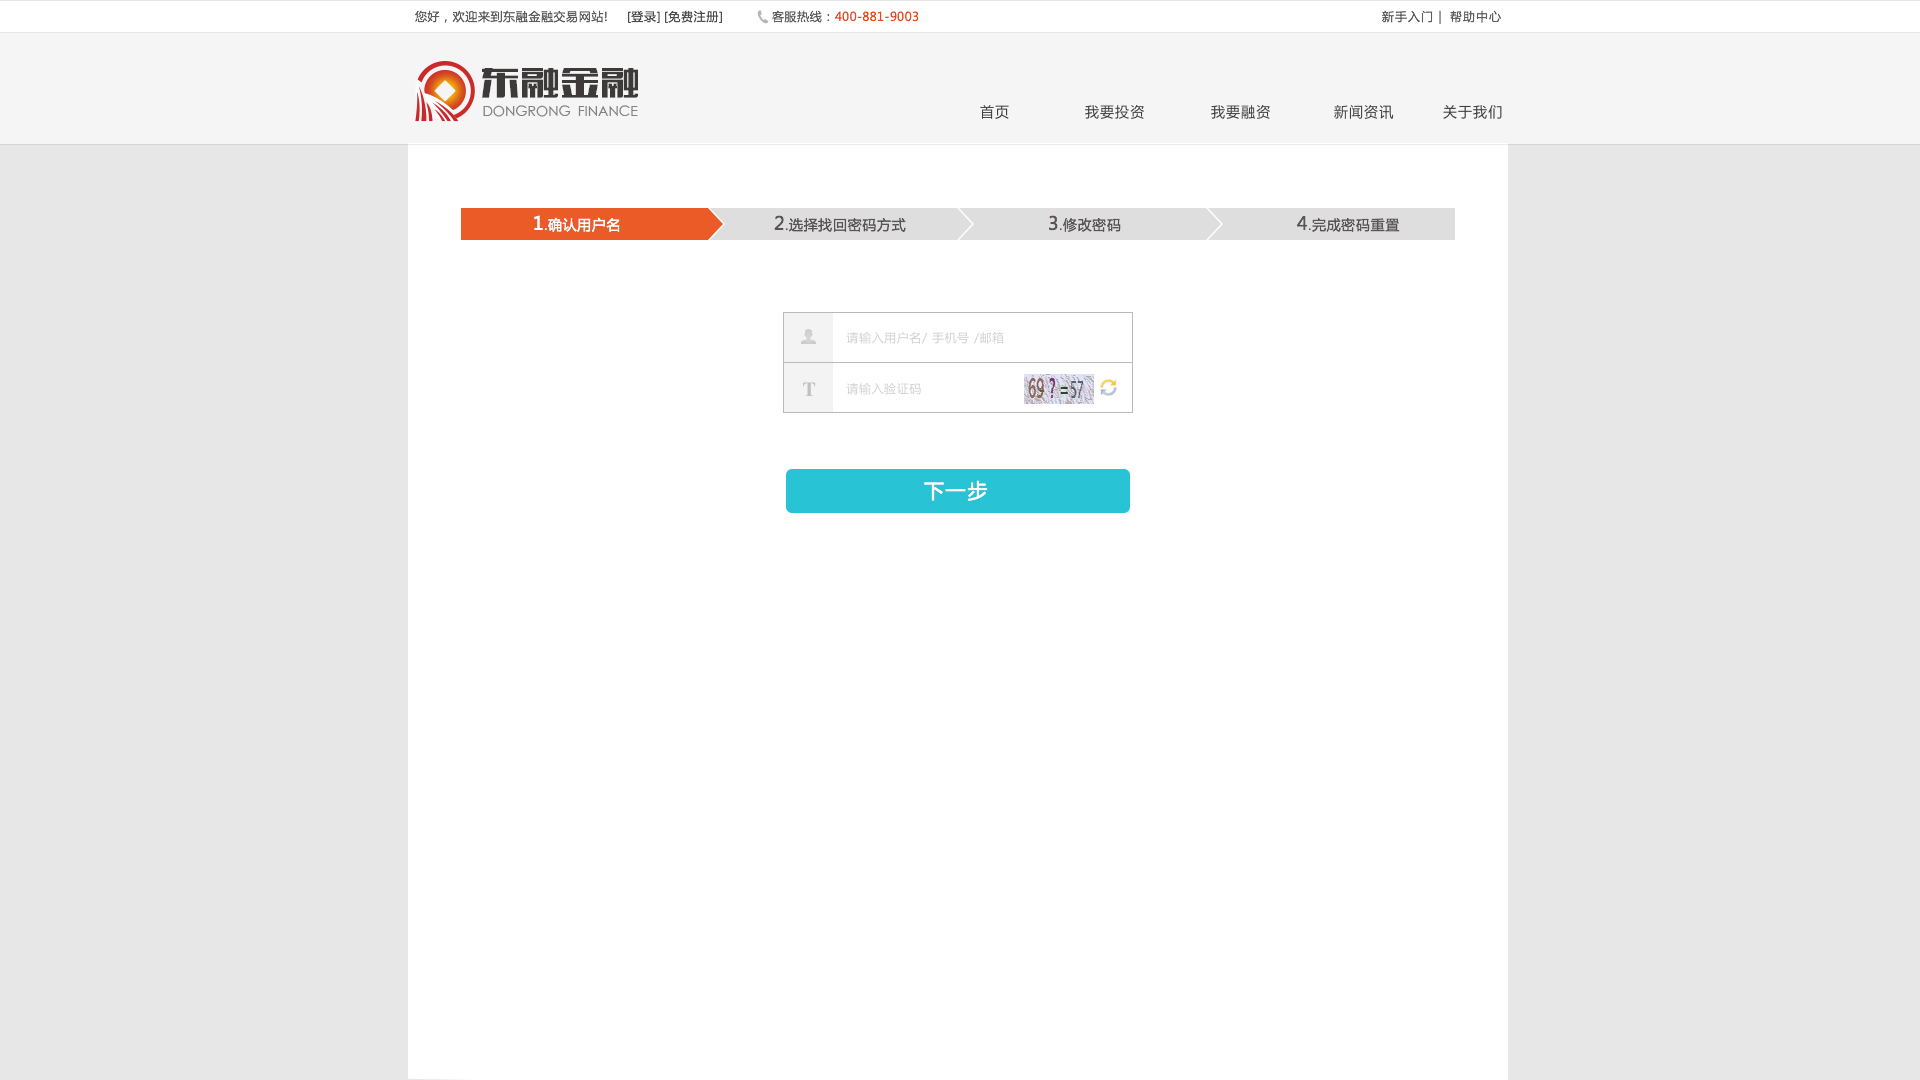 您好，欢迎来到东融金融交易网站! [登录] [免费注册] 客服热线：400-881-9003 新手入门 | 帮助中心
东融金融
DONGRONG FINANCE
首页 我要投资 我要融资 新闻资讯 关于我们
1.确认用户名 2.选择找回密码方式 3.修改密码 4.完成密码重置
请输入用户名/ 手机号 /邮箱
T 请输入验证码 69 ? =57
下一步